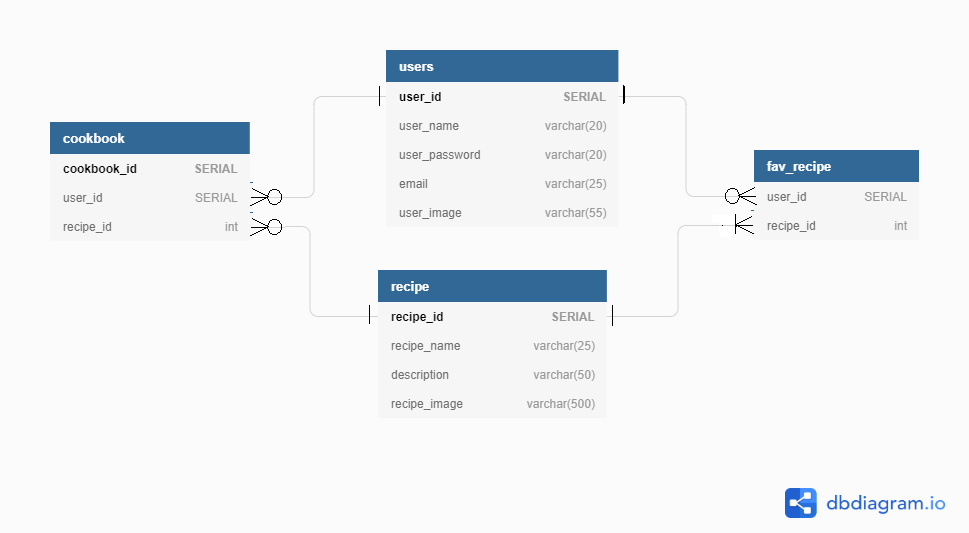 users
user_id SERIAL
user_name varchar(20)
user_password varchar(20)
email varchar(25)
user_image varchar(55)
cookbook
cookbook_id SERIAL
user_id SERIAL
recipe_id int
fav_recipe
user_id SERIAL
recipe_id int
recipe
recipe_id SERIAL
recipe_name varchar(25)
description varchar(50)
recipe_image varchar(500)
dbdiagram.io